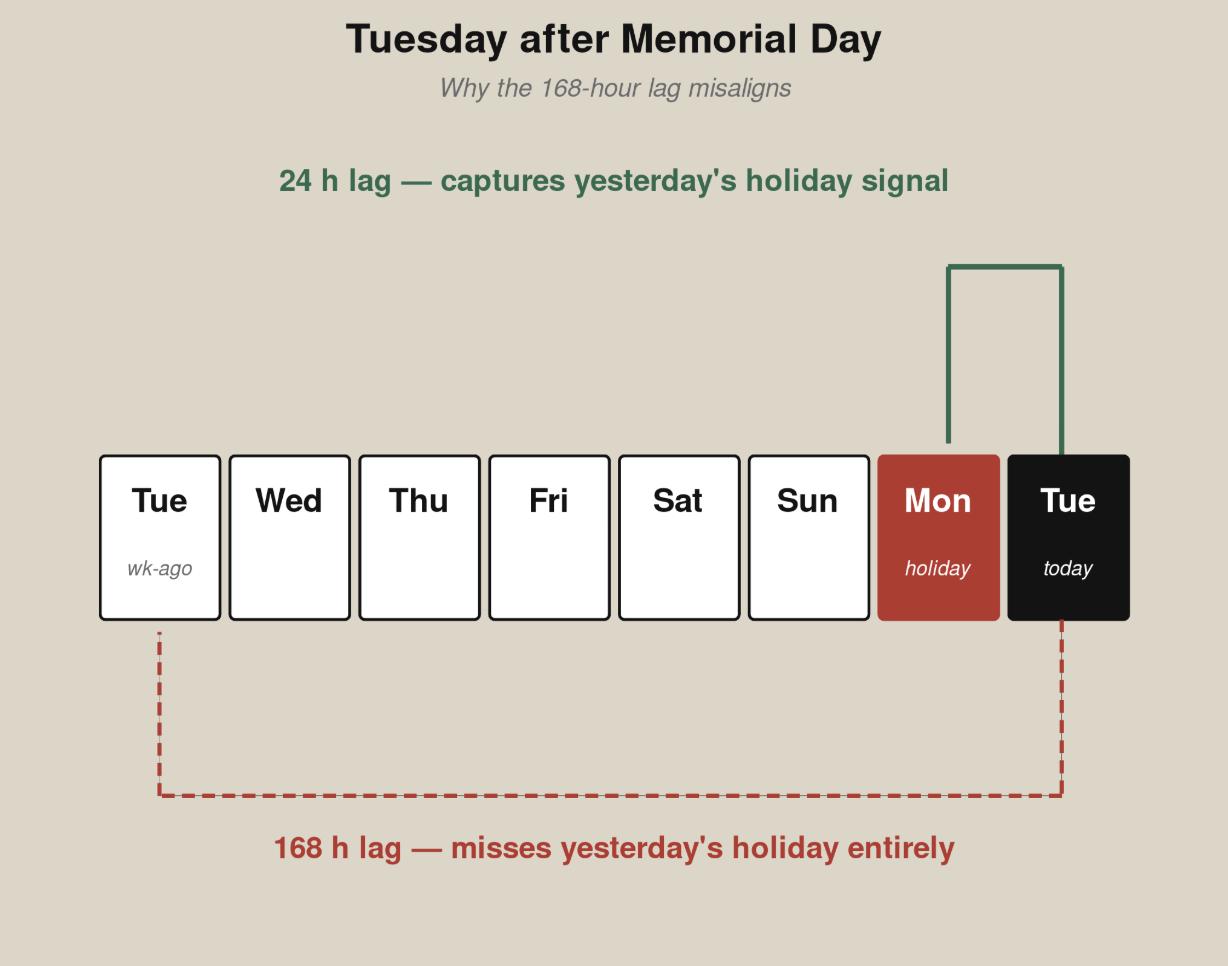 Tuesday after Memorial Day
Why the 168-hour lag misaligns
24 h lag — captures yesterday's holiday signal
Tue Wed Thu Fri Sat Sun Mon Tue
wk-ago holiday today
168 h lag — misses yesterday's holiday entirely